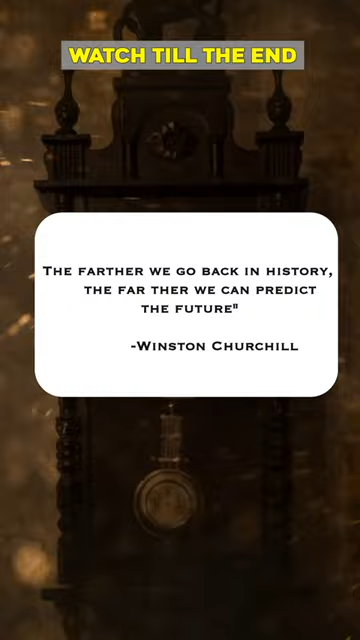 WATCH TILL THE END
THE FARTHER WE GO BACK IN HISTORY,
THE FAR THER WE CAN PREDICT
THE FUTURE"
-WINSTON CHURCHILL